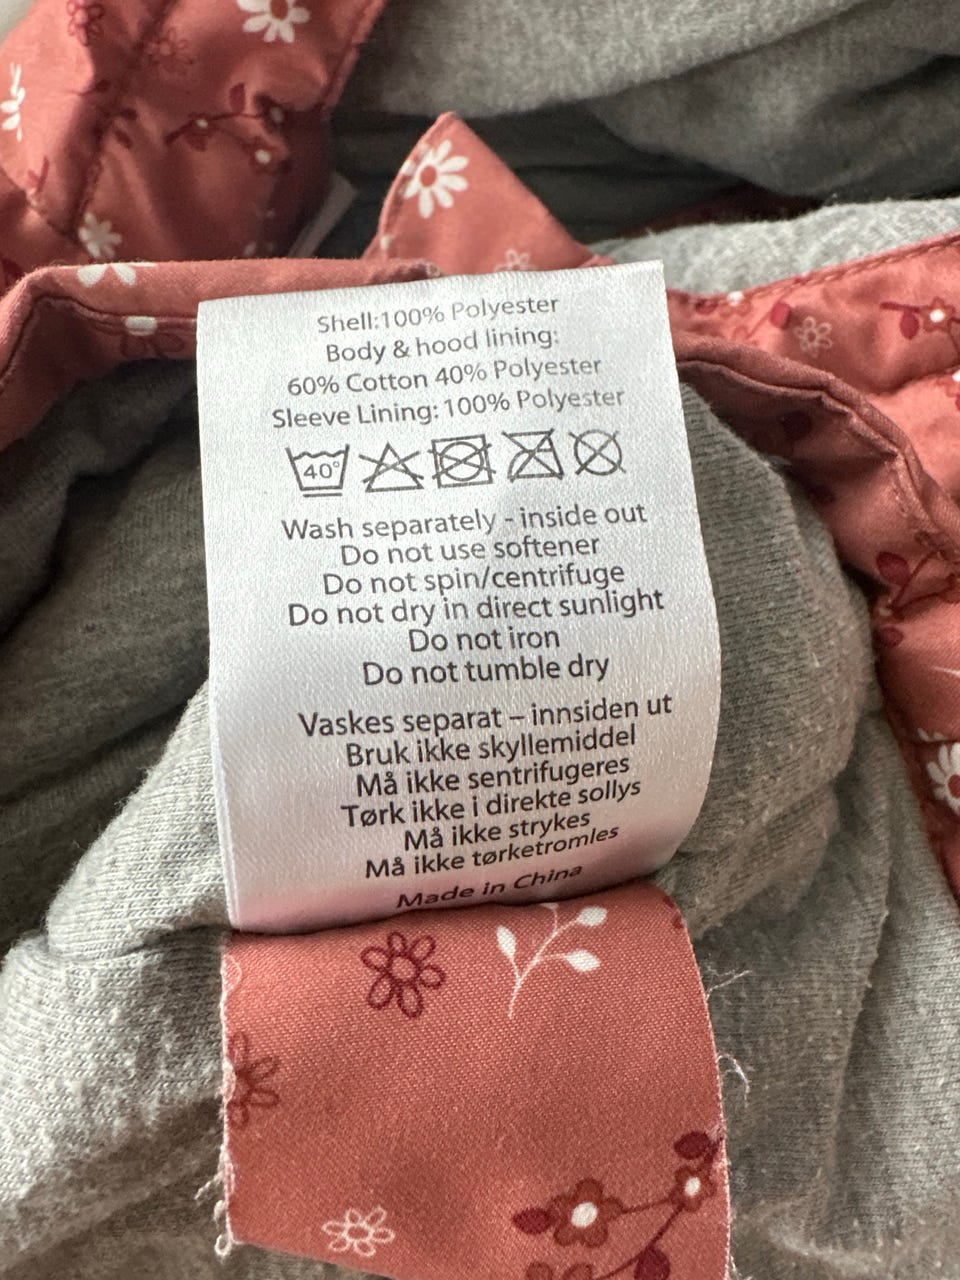 Shell:100% Polyester
Body & hood lining:
60% Cotton 40% Polyester
Sleeve Lining: 100% Polyester
40°
Wash separately - inside out
Do not use softener
Do not spin/centrifuge
Do not dry in direct sunlight
Do not iron
Do not tumble dry
Vaskes separat – innsiden ut
Bruk ikke skyllemiddel
Må ikke sentrifugeres
Tørk ikke i direkte sollys
Må ikke strykes
Må ikke tørketromles
Made in China